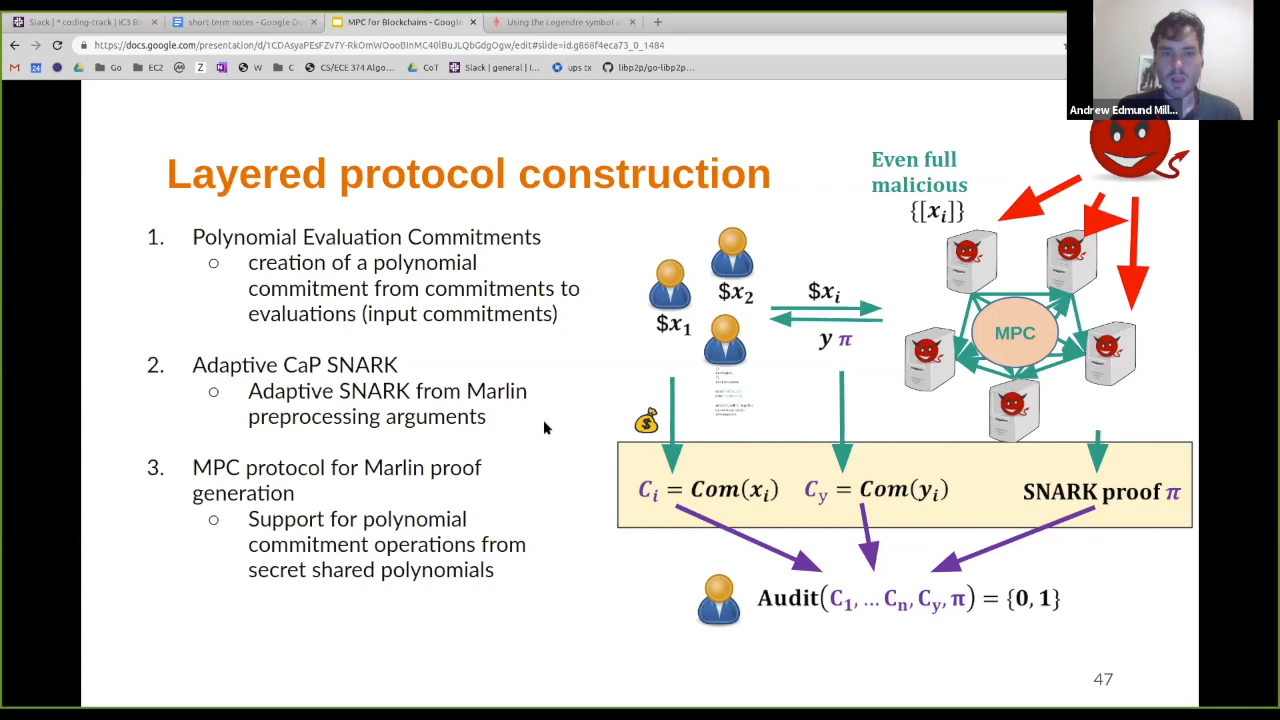 Slack | * coding-track | IC3 Bl
short term notes - Google Do
MPC for Blockchains - Google
Using the Legendre symbol a
https://docs.google.com/presentation/d/1CDAsyaPEsFZv7Y-RkOmWOooBInMC40lBuJLQbGdgOgw/edit#slide=id.g868f4eca73_0_1484
Go
EC2
W
C
CS/ECE 374 Algo...
CoT
Slack | general | I...
ups tx
libp2p/go-libp2p...
Andrew Edmund Mill...
Layered protocol construction
1. Polynomial Evaluation Commitments
○ creation of a polynomial
commitment from commitments to
evaluations (input commitments)
2. Adaptive CaP SNARK
○ Adaptive SNARK from Marlin
preprocessing arguments
3. MPC protocol for Marlin proof
generation
○ Support for polynomial
commitment operations from
secret shared polynomials
Even full
malicious
{[xᵢ]}
$x₂
$x₁
$xᵢ
y π
MPC
$
Cᵢ = Com(xᵢ)
C_y = Com(yᵢ)
SNARK proof π
Audit(C₁, … Cₙ, C_y, π) = {0, 1}
47